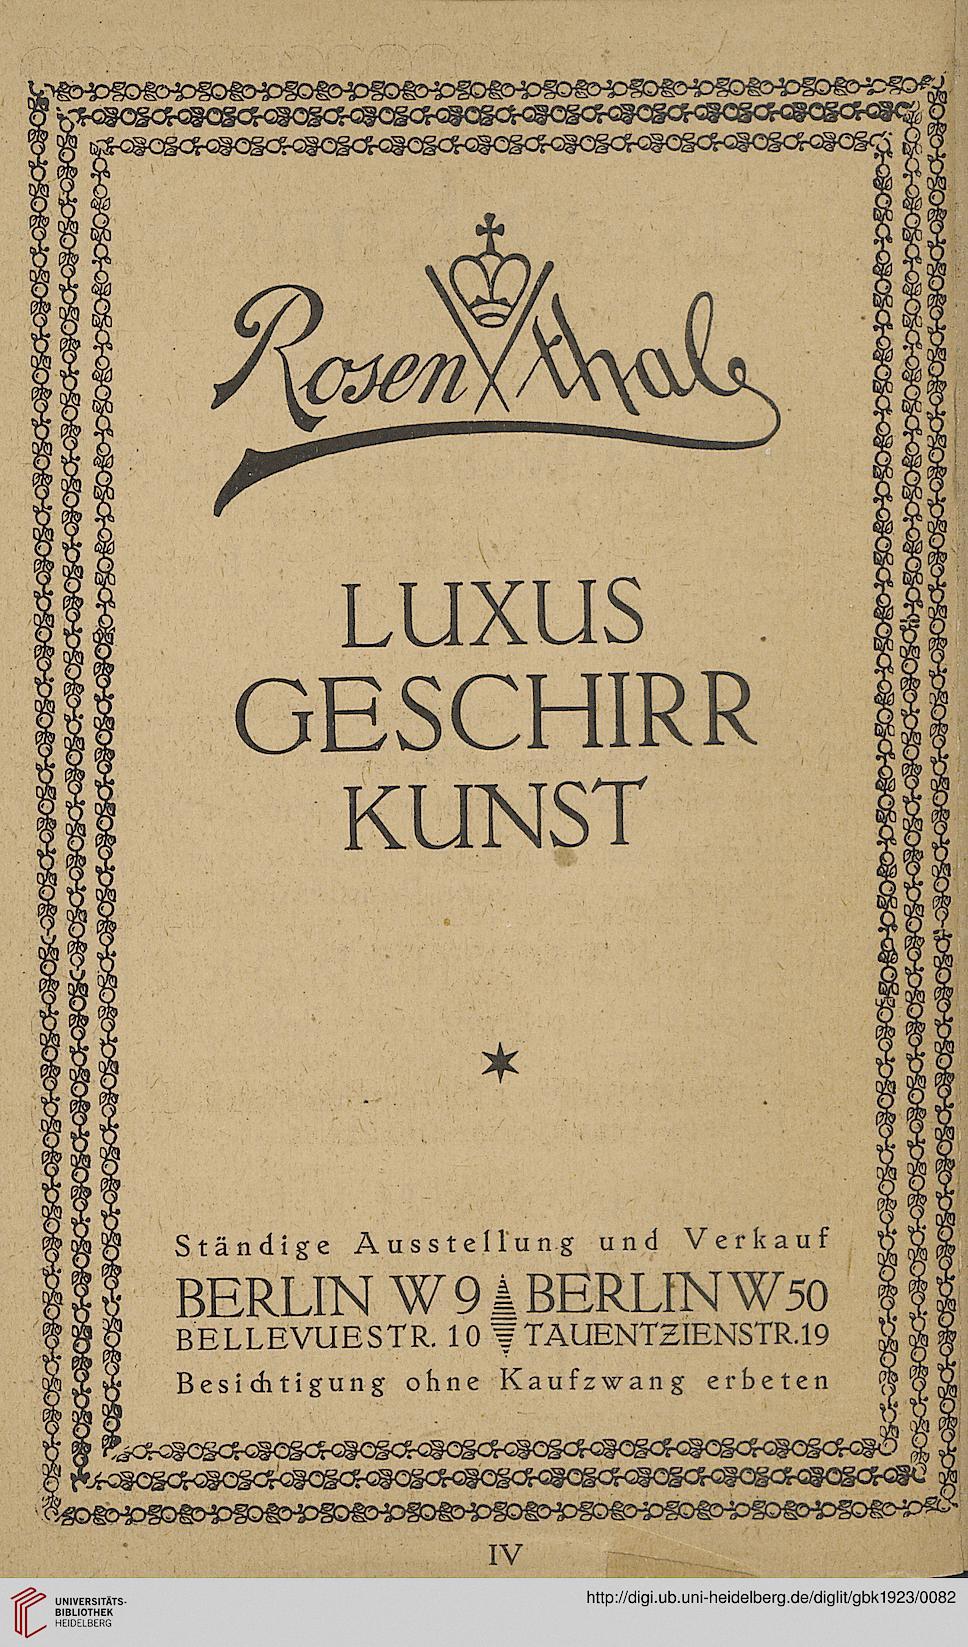 Rosenthal
LUXUS
GESCHIRR
KUNST
Ständige Ausstellung und Verkauf
BERLIN W 9 BERLIN W 50
BELLEVUESTR. 10 TAUENTZIENSTR. 19
Besichtigung ohne Kaufzwang erbeten
IV
UNIVERSITÄTS-
BIBLIOTHEK
HEIDELBERG
http://digi.ub.uni-heidelberg.de/diglit/gbk1923/0082